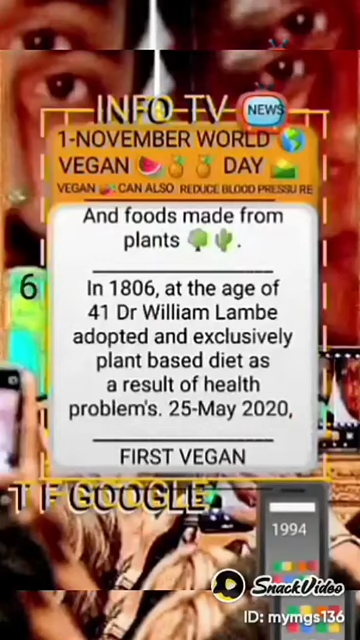 INFO TV NEWS
1-NOVEMBER WORLD 🌎
VEGAN 🍉🍍🍍 DAY
VEGAN 🍉 CAN ALSO REDUCE BLOOD PRESSU RE
And foods made from
plants 🌳🌵.
In 1806, at the age of
41 Dr William Lambe
adopted and exclusively
plant based diet as
a result of health
problem's. 25-May 2020,
FIRST VEGAN
6
T F GOOGLE
1994
SnackVideo
ID: mymgs136